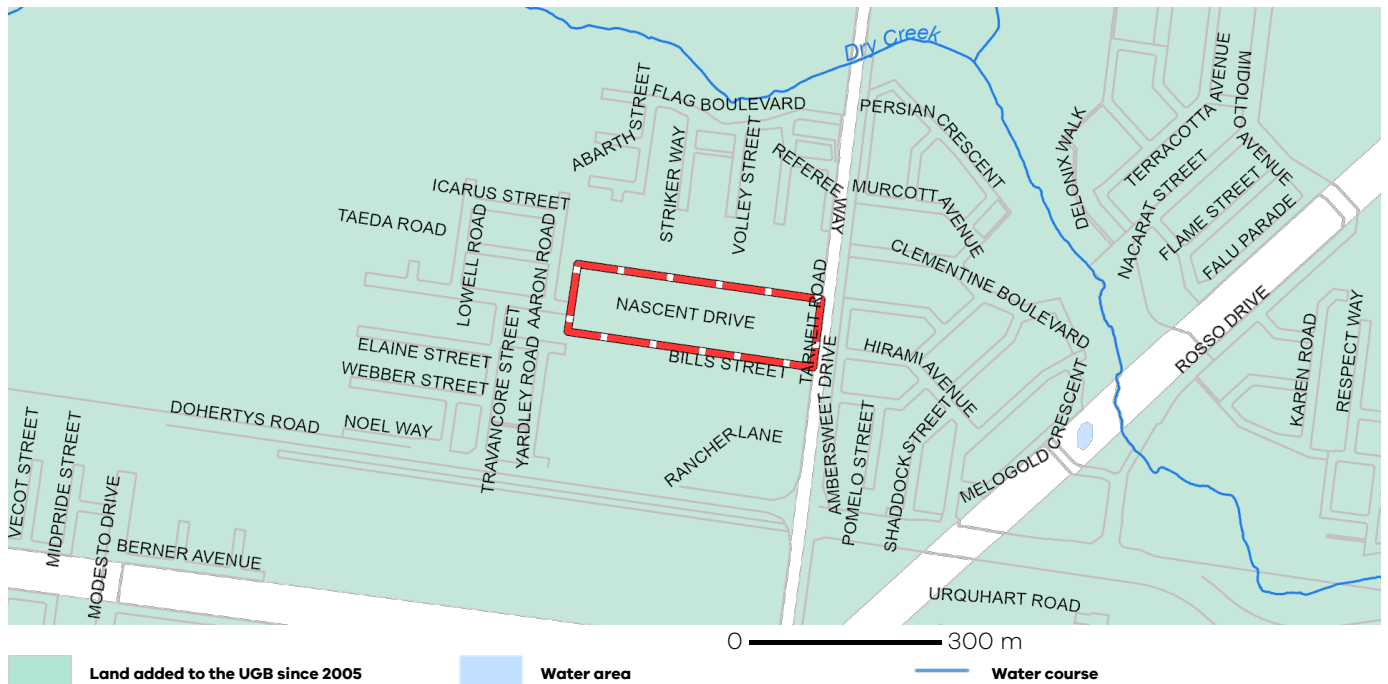 Dry Creek
FLAG BOULEVARD
ABARTH STREET
STRIKER WAY
VOLLEY STREET
REFEREE WAY
PERSIAN CRESCENT
MURCOTT AVENUE
DELONIX WALK
TERRACOTTA AVENUE
MIDOLLO AVENUE
NACARAT STREET
FLAME STREET
FALU PARADE
ICARUS STREET
TAEDA ROAD
LOWELL ROAD
AARON ROAD
CLEMENTINE BOULEVARD
NASCENT DRIVE
TARNEIT ROAD
BILLS STREET
ROSSO DRIVE
KAREN ROAD
RESPECT WAY
ELAINE STREET
WEBBER STREET
TRAVANCORE STREET
YARDLEY ROAD
HIRAMI AVENUE
AMBERSWEET DRIVE
POMELO STREET
SHADDOCK STREET
MELOGOLD CRESCENT
DOHERTYS ROAD
NOEL WAY
RANCHER LANE
VECOT STREET
MIDPRIDE STREET
MODESTO DRIVE
BERNER AVENUE
URQUHART ROAD
0 300 m
Land added to the UGB since 2005
Water area
Water course